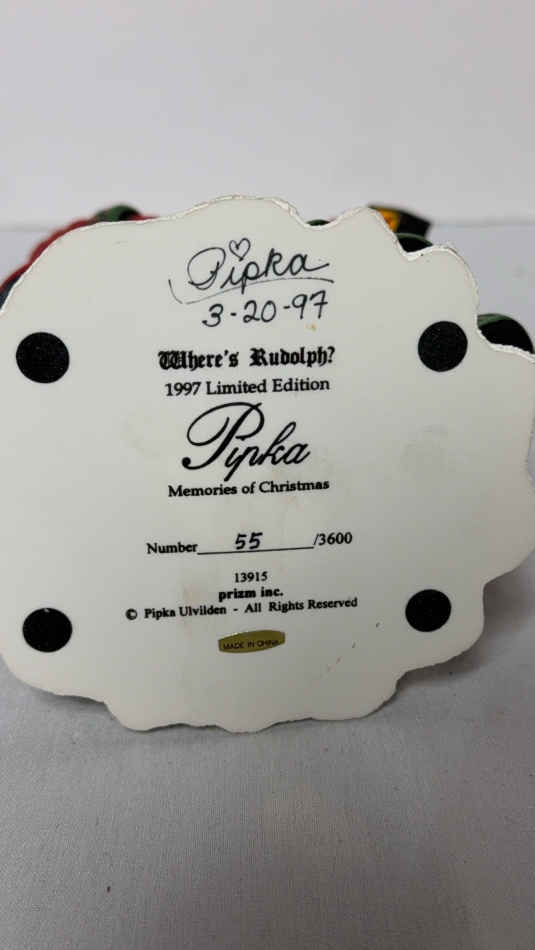 Pipka
3-20-97
Where's Rudolph?
1997 Limited Edition
Pipka
Memories of Christmas
Number 55 /3600
13915
prizm inc.
© Pipka Ulvilden - All Rights Reserved
MADE IN CHINA